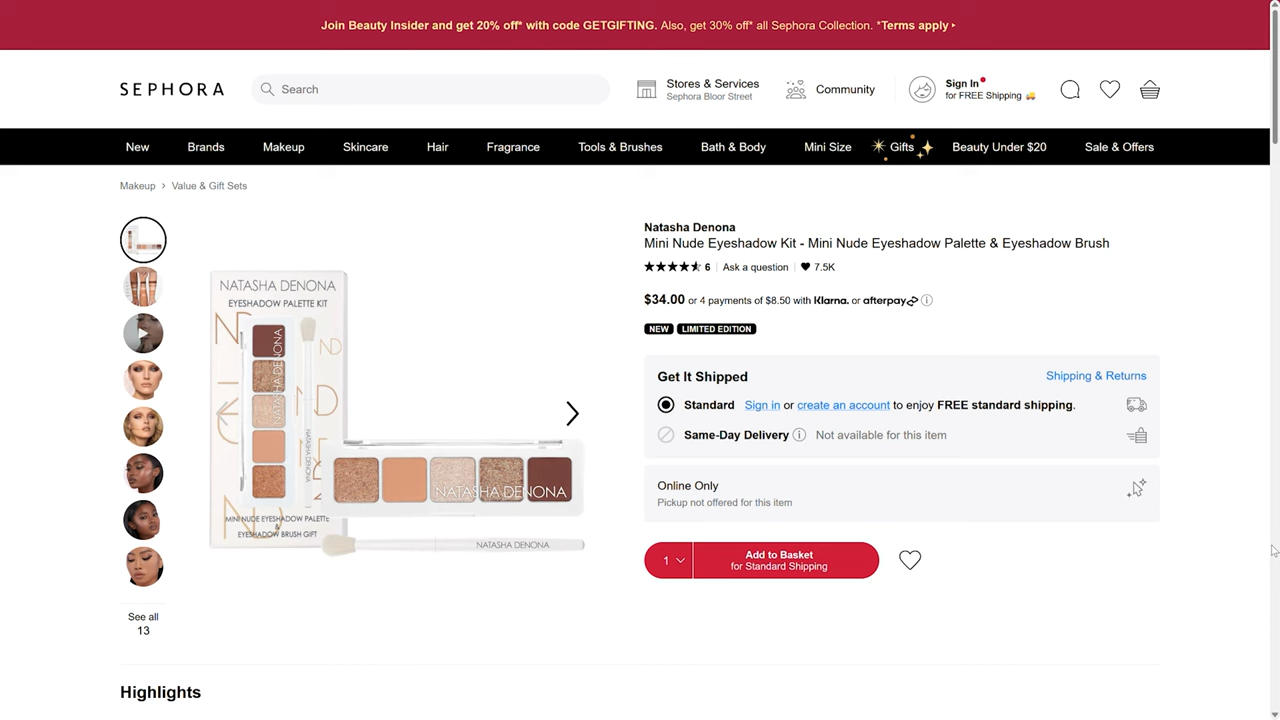 Join Beauty Insider and get 20% off* with code GETGIFTING. Also, get 30% off* all Sephora Collection. *Terms apply ▸
SEPHORA
Search
Stores & Services
Sephora Bloor Street
Community
Sign In
for FREE Shipping 🚚
New
Brands
Makeup
Skincare
Hair
Fragrance
Tools & Brushes
Bath & Body
Mini Size
Gifts
Beauty Under $20
Sale & Offers
Makeup > Value & Gift Sets
NATASHA DENONA
EYESHADOW PALETTE KIT
NATASHA DENONA
NATASHA DENONA
MINI NUDE EYESHADOW PALETTE
&
EYESHADOW BRUSH GIFT
NATASHA DENONA
NATASHA DENONA
See all
13
Natasha Denona
Mini Nude Eyeshadow Kit - Mini Nude Eyeshadow Palette & Eyeshadow Brush
6 | Ask a question | 7.5K
$34.00 or 4 payments of $8.50 with Klarna. or afterpay
NEW LIMITED EDITION
Get It Shipped
Shipping & Returns
Standard Sign in or create an account to enjoy FREE standard shipping.
Same-Day Delivery Not available for this item
Online Only
Pickup not offered for this item
1
Add to Basket
for Standard Shipping
Highlights